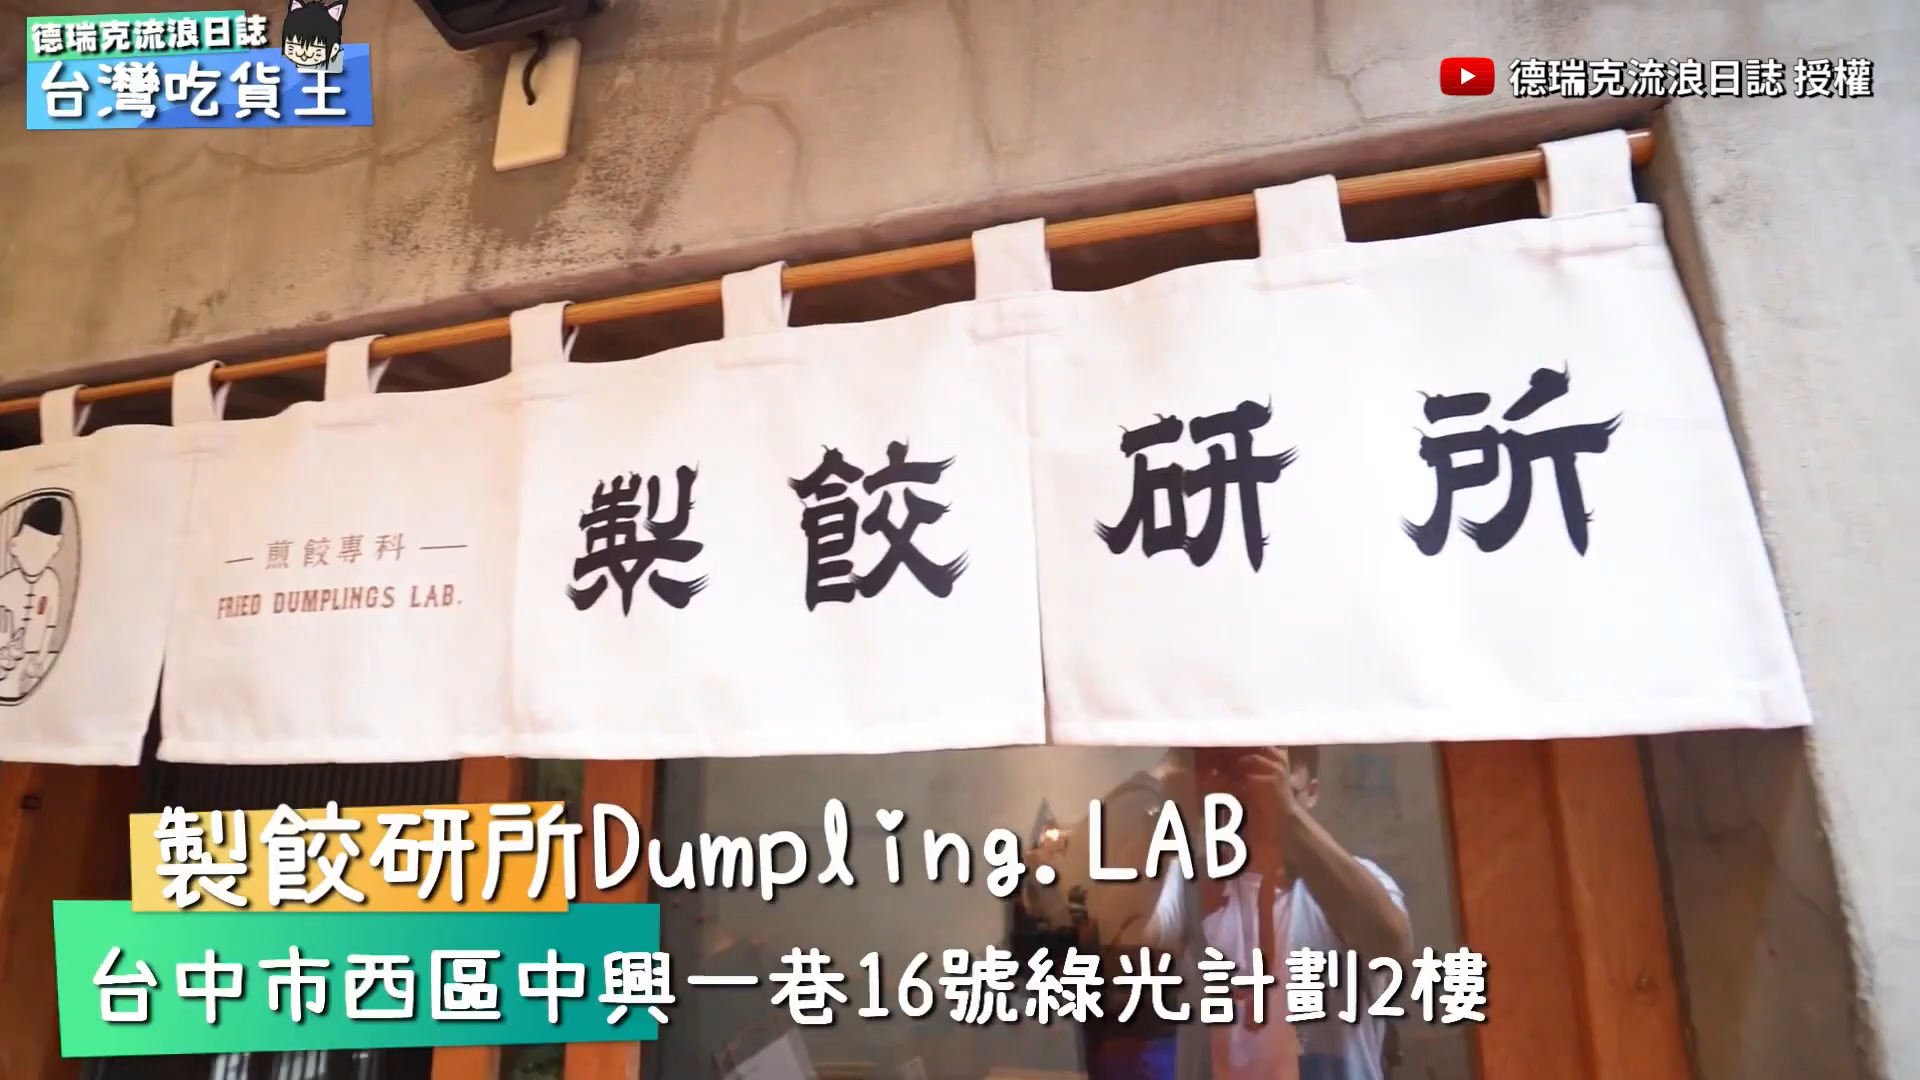 德瑞克流浪日誌
台灣吃貨王
德瑞克流浪日誌 授權
煎餃專科
FRIED DUMPLINGS LAB.
製餃研所
製餃研所Dumpling.LAB
台中市西區中興一巷16號綠光計劃2樓